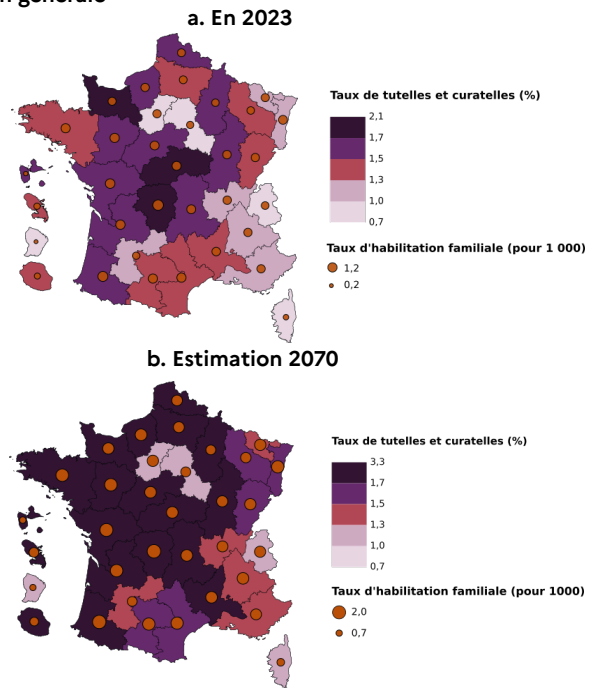 n générale
a. En 2023
Taux de tutelles et curatelles (%)
2,1
1,7
1,5
1,3
1,0
0,7
Taux d'habilitation familiale (pour 1 000)
1,2
0,2
b. Estimation 2070
Taux de tutelles et curatelles (%)
3,3
1,7
1,5
1,3
1,0
0,7
Taux d'habilitation familiale (pour 1000)
2,0
0,7